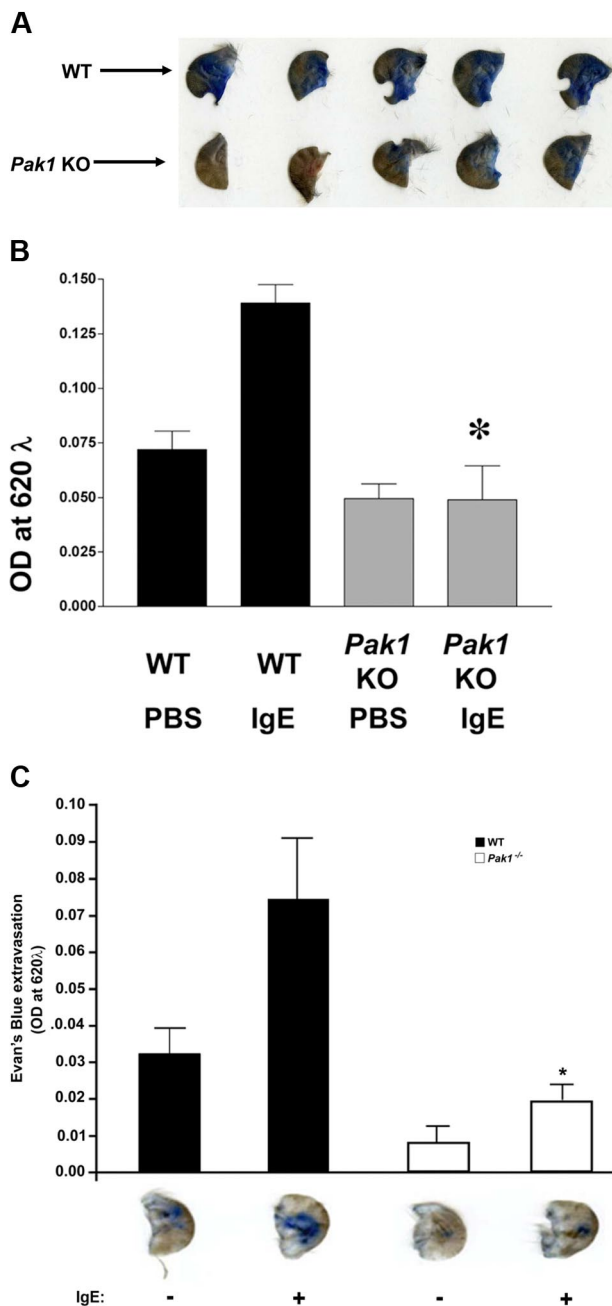 A
WT
Pak1 KO
B
OD at 620 λ
0.150
0.125
0.100
0.075
0.050
0.025
0.000
*
WT WT Pak1 Pak1
KO KO
PBS IgE PBS IgE
C
Evan's Blue extravasation
(OD at 620λ)
0.10
0.09
0.08
0.07
0.06
0.05
.0.04
0.03
0.02
0.01
0.00
WT
Pak1-/-
*
IgE: - + - +